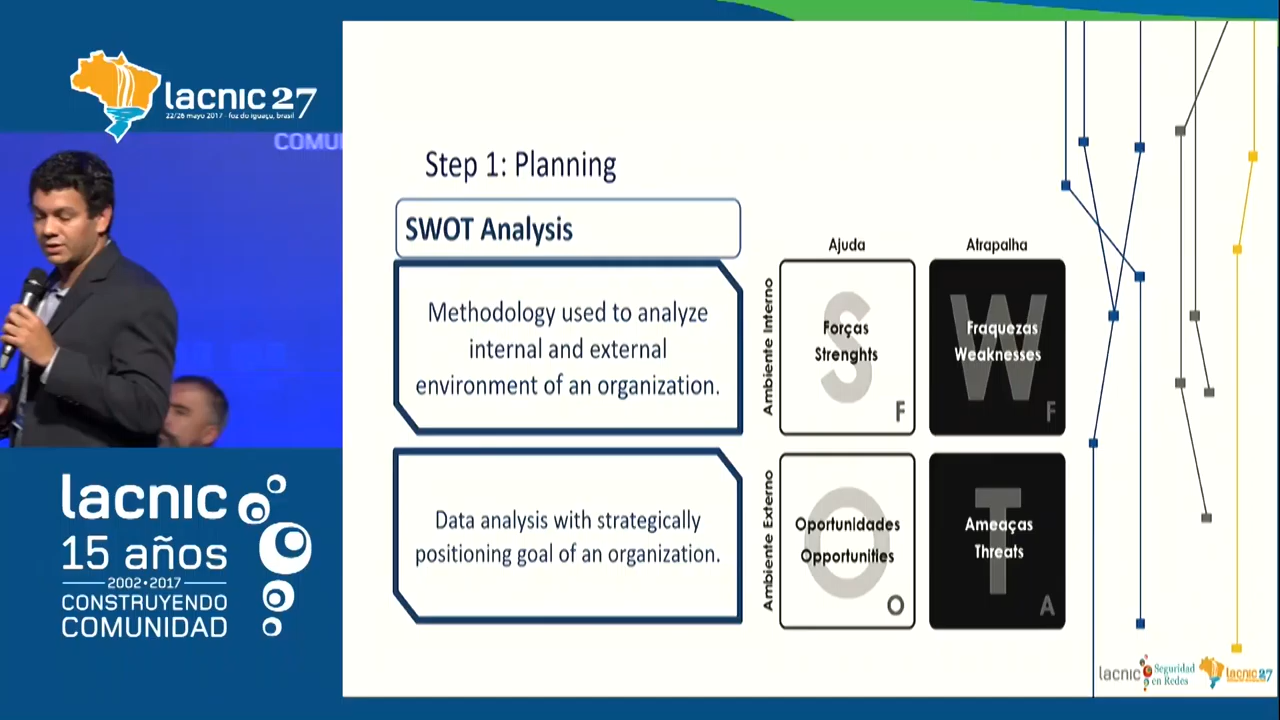 lacnic 27
22/26 mayo 2017 - foz do iguaçu, brasil
COMU
lacnic
15 años
2002•2017
CONSTRUYENDO
COMUNIDAD
Step 1: Planning
SWOT Analysis
Methodology used to analyze
internal and external
environment of an organization.
Data analysis with strategically
positioning goal of an organization.
Ajuda
Atrapalha
Ambiente Interno
S
Forças
Strenghts
F
W
Fraquezas
Weaknesses
F
Ambiente Externo
O
Oportunidades
Opportunities
O
T
Ameaças
Threats
A
lacnic
Seguridad
en Redes
lacnic 27